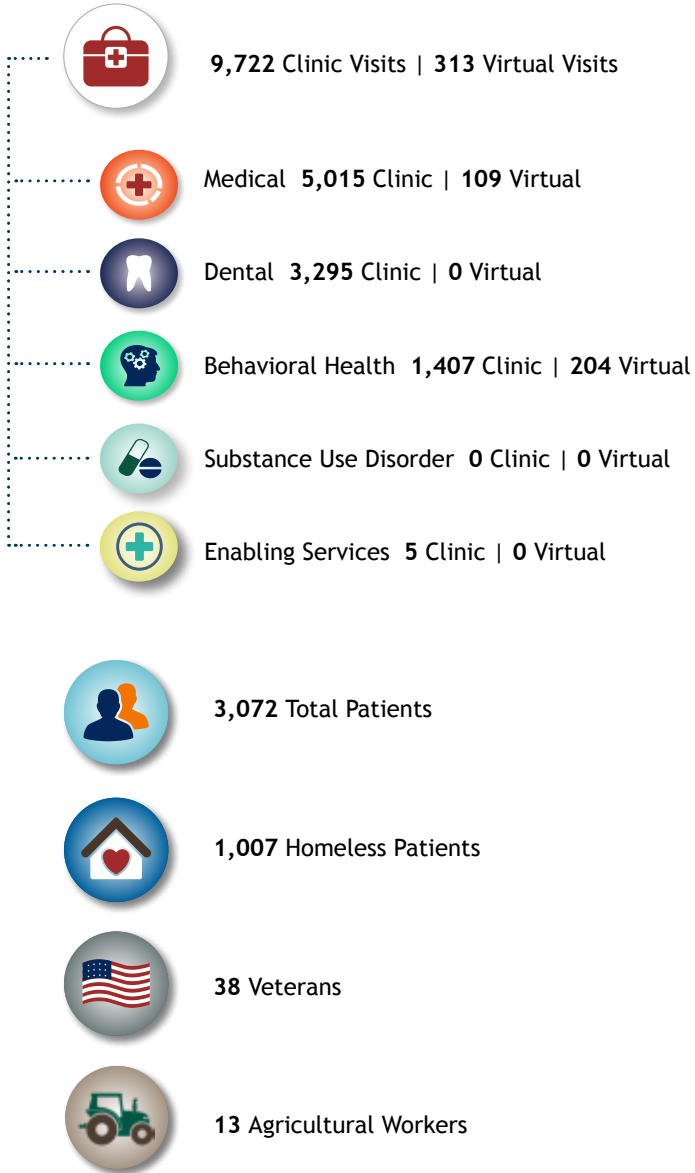 9,722 Clinic Visits | 313 Virtual Visits
Medical 5,015 Clinic | 109 Virtual
Dental 3,295 Clinic | 0 Virtual
Behavioral Health 1,407 Clinic | 204 Virtual
Substance Use Disorder 0 Clinic | 0 Virtual
Enabling Services 5 Clinic | 0 Virtual
3,072 Total Patients
1,007 Homeless Patients
38 Veterans
13 Agricultural Workers